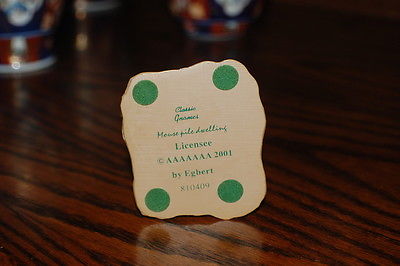 Classic
Gnomes
Mouse pile dwelling
Licensee
© AAAAAAA 2001
by Egbert
810409